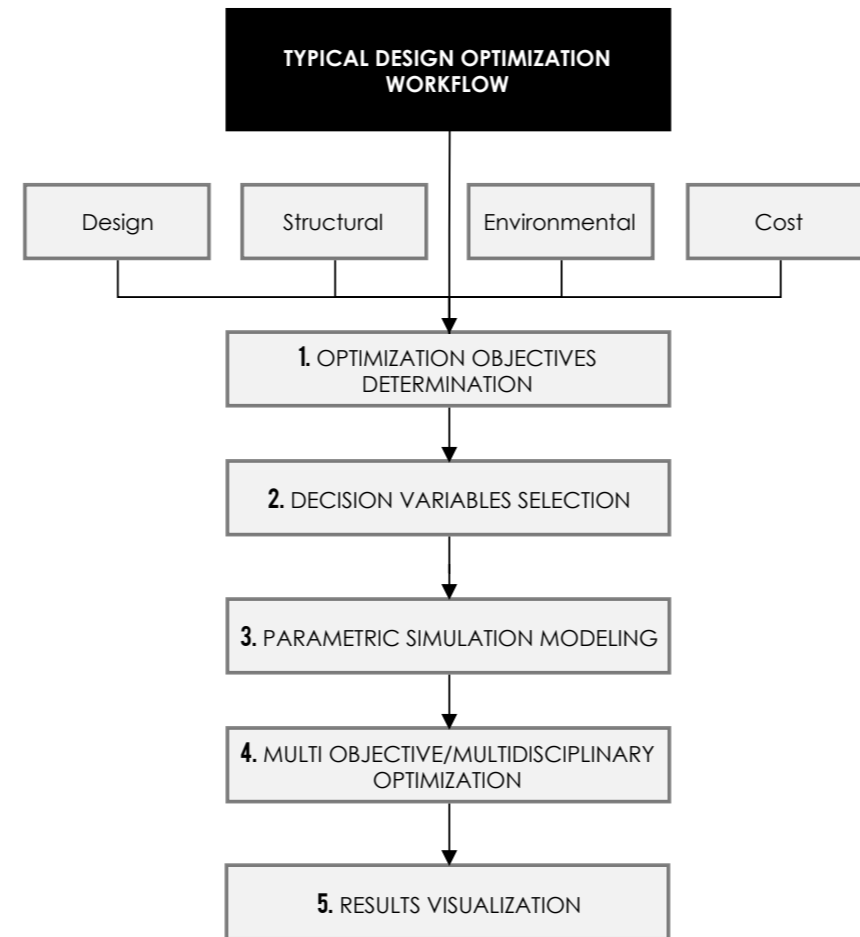 TYPICAL DESIGN OPTIMIZATION
WORKFLOW
Design
Structural
Environmental
Cost
1. OPTIMIZATION OBJECTIVES
DETERMINATION
2. DECISION VARIABLES SELECTION
3. PARAMETRIC SIMULATION MODELING
4. MULTI OBJECTIVE/MULTIDISCIPLINARY
OPTIMIZATION
5. RESULTS VISUALIZATION